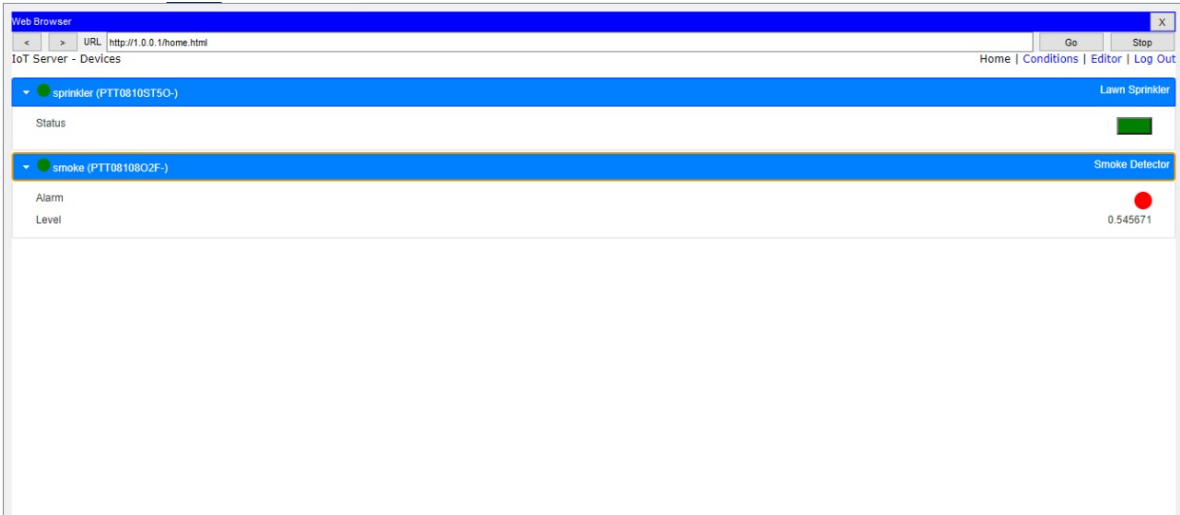 Web Browser X
< > URL http://1.0.0.1/home.html Go Stop
IoT Server - Devices Home | Conditions | Editor | Log Out
sprinkler (PTT0810ST5O-) Lawn Sprinkler
Status
smoke (PTT08108O2F-) Smoke Detector
Alarm
Level 0.545671